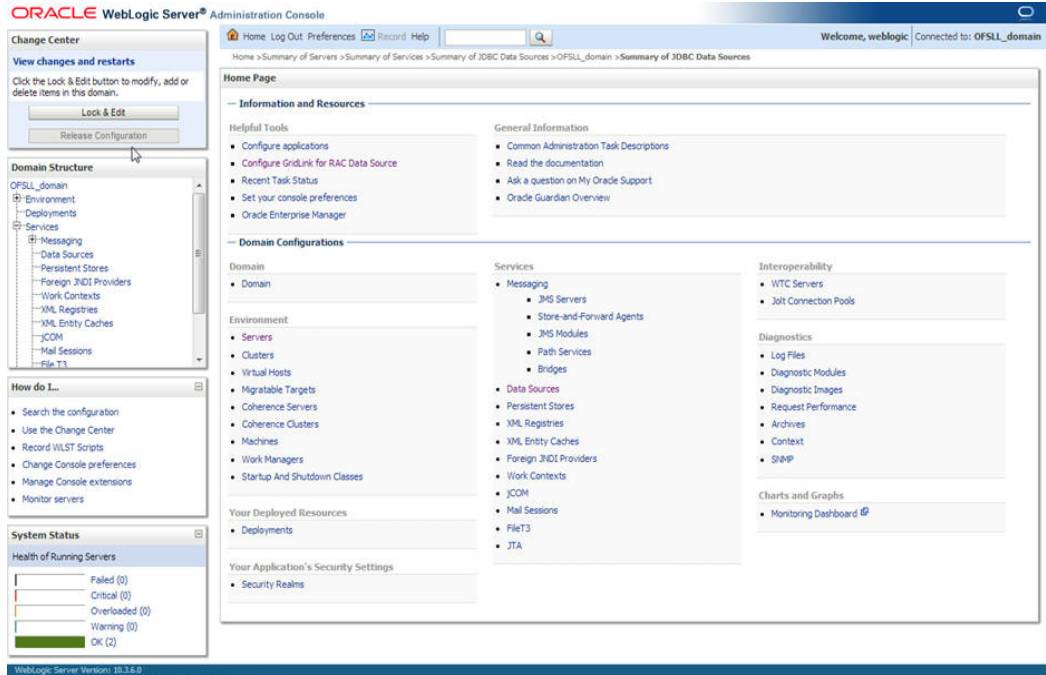 ORACLE WebLogic Server® Administration Console
Change Center
View changes and restarts
Click the Lock & Edit button to modify, add or
delete items in this domain.
Lock & Edit
Release Configuration
Domain Structure
OFSLL_domain
Environment
Deployments
Services
Messaging
Data Sources
Persistent Stores
Foreign JNDI Providers
Work Contexts
XML Registries
XML Entity Caches
jCOM
Mail Sessions
File T3
How do I...
Search the configuration
Use the Change Center
Record WLST Scripts
Change Console preferences
Manage Console extensions
Monitor servers
System Status
Health of Running Servers
Failed (0)
Critical (0)
Overloaded (0)
Warning (0)
OK (2)
Home Log Out Preferences Record Help
Welcome, weblogic Connected to: OFSLL_domain
Home >Summary of Servers >Summary of Services >Summary of JDBC Data Sources >OFSLL_domain >Summary of JDBC Data Sources
Home Page
Information and Resources
Helpful Tools
Configure applications
Configure GridLink for RAC Data Source
Recent Task Status
Set your console preferences
Oracle Enterprise Manager
General Information
Common Administration Task Descriptions
Read the documentation
Ask a question on My Oracle Support
Oracle Guardian Overview
Domain Configurations
Domain
Domain
Environment
Servers
Clusters
Virtual Hosts
Migratable Targets
Coherence Servers
Coherence Clusters
Machines
Work Managers
Startup And Shutdown Classes
Your Deployed Resources
Deployments
Your Application's Security Settings
Security Realms
Services
Messaging
JMS Servers
Store-and-Forward Agents
JMS Modules
Path Services
Bridges
Data Sources
Persistent Stores
XML Registries
XML Entity Caches
Foreign JNDI Providers
Work Contexts
jCOM
Mail Sessions
FileT3
JTA
Interoperability
WTC Servers
Jolt Connection Pools
Diagnostics
Log Files
Diagnostic Modules
Diagnostic Images
Request Performance
Archives
Context
SNMP
Charts and Graphs
Monitoring Dashboard
WebLogic Server Version: 10.3.6.0